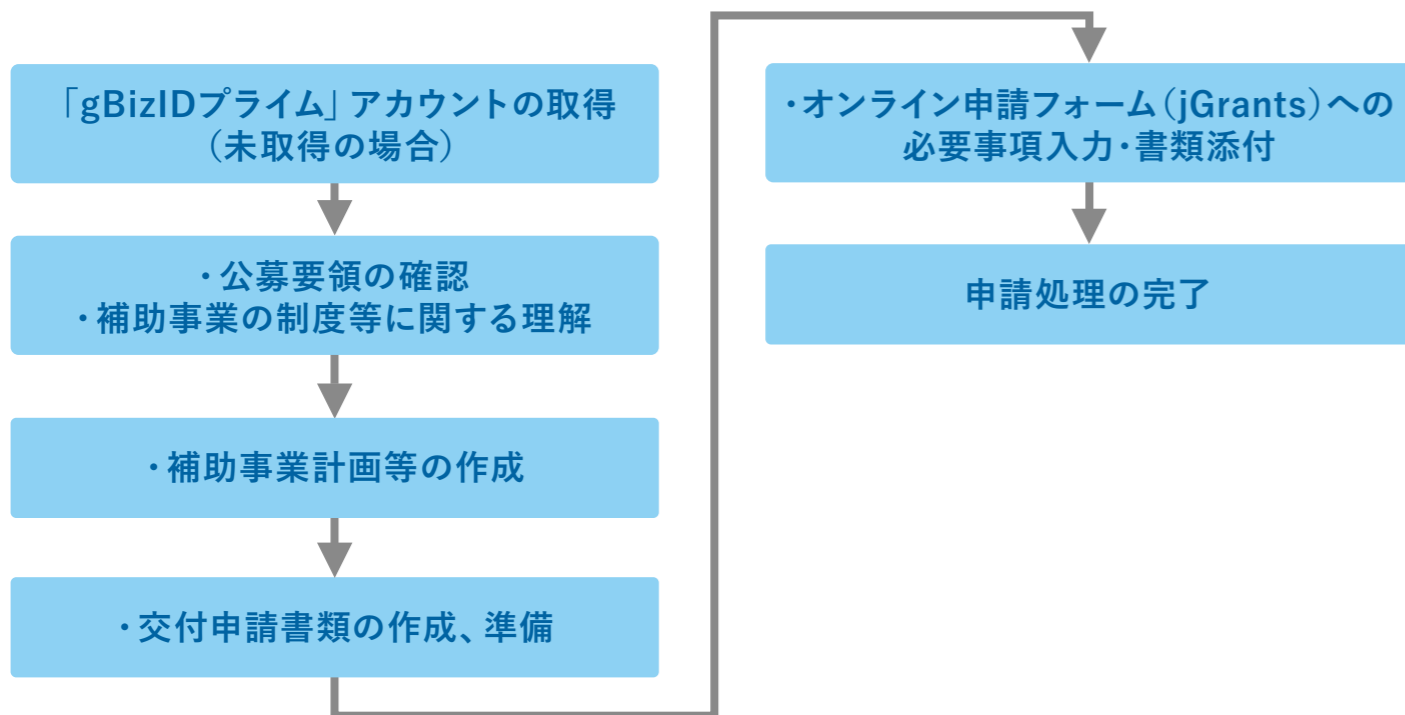 「gBizIDプライム」アカウントの取得
(未取得の場合)
・公募要領の確認
・補助事業の制度等に関する理解
・補助事業計画等の作成
・交付申請書類の作成、準備
・オンライン申請フォーム(jGrants)への
必要事項入力・書類添付
申請処理の完了